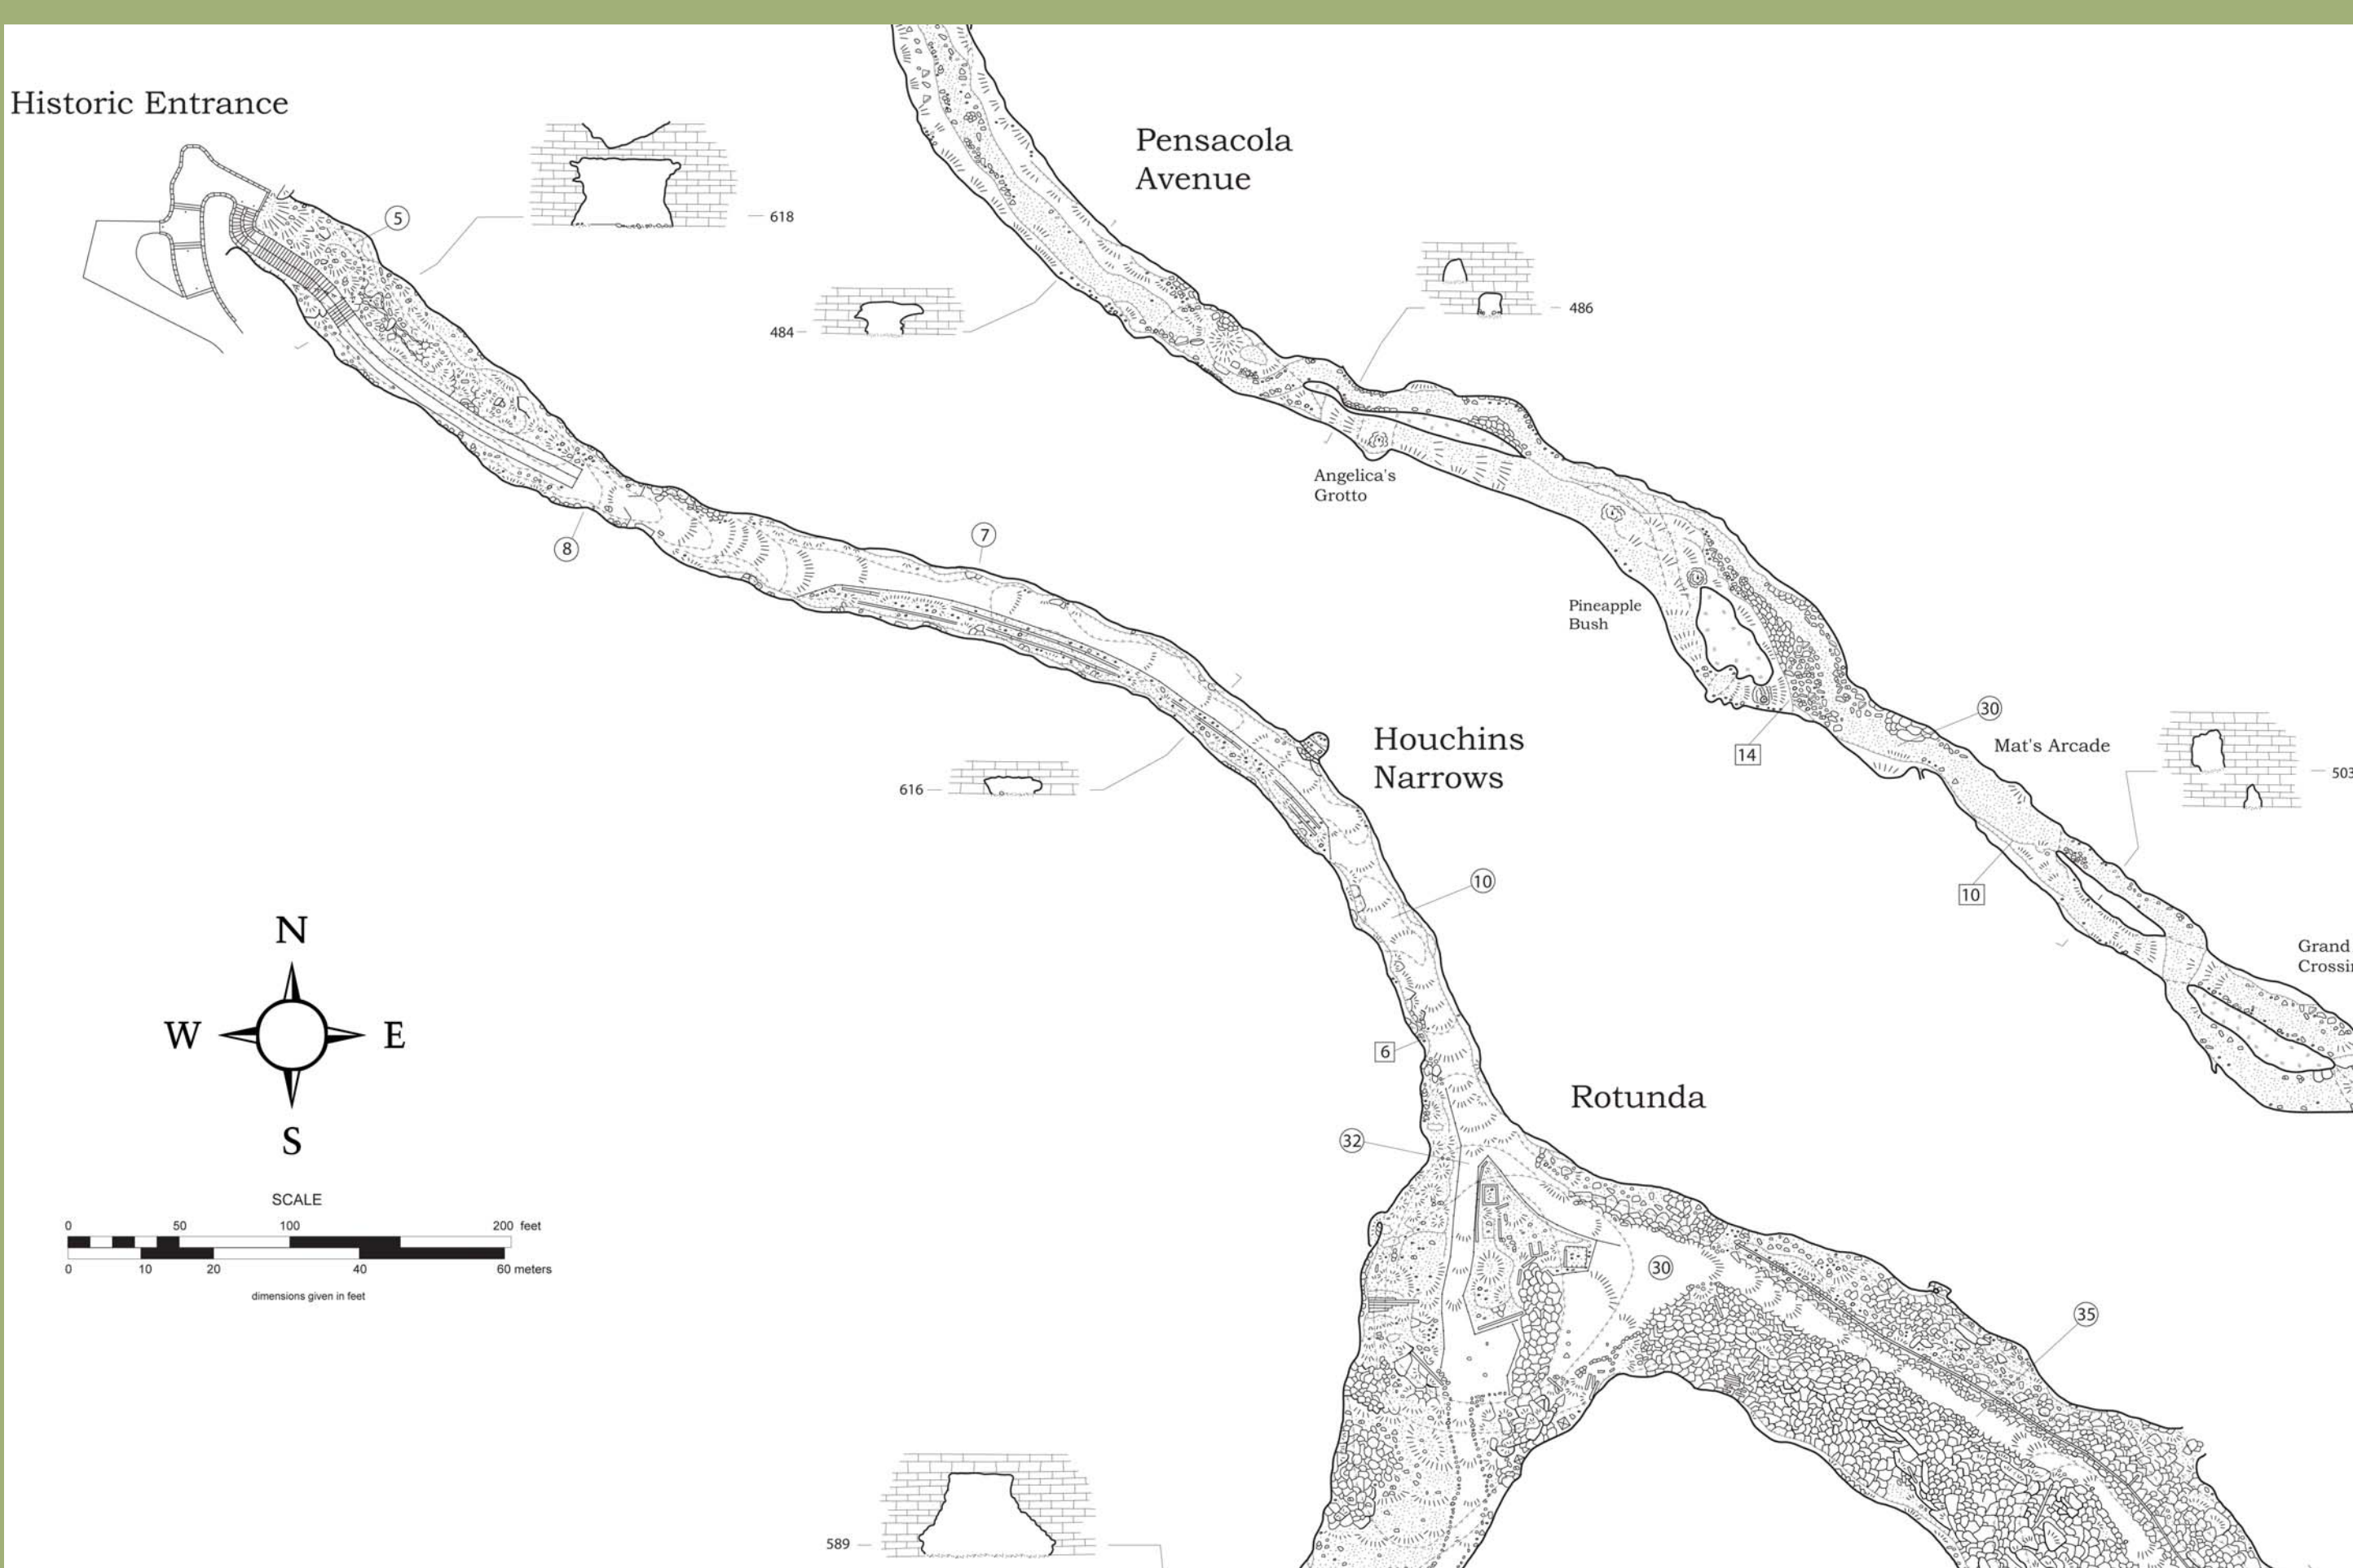 Historic Entrance
5
618
Pensacola
Avenue
484
486
Angelica's
Grotto
8
7
Pineapple
Bush
14
30
Mat's Arcade
503
616
Houchins
Narrows
10
10
Grand
6
Rotunda
32
30
35
N
W
E
S
SCALE
0 50 100 200 feet
0 10 20 40 60 meters
dimensions given in feet
589